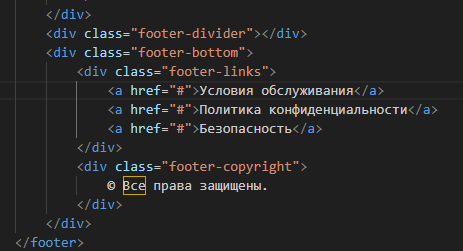 </div>
<div class="footer-divider"></div>
<div class="footer-bottom">
<div class="footer-links">
<a href="#">Условия обслуживания</a>
<a href="#">Политика конфиденциальности</a>
<a href="#">Безопасность</a>
</div>
<div class="footer-copyright">
© Все права защищены.
</div>
</div>
</footer>